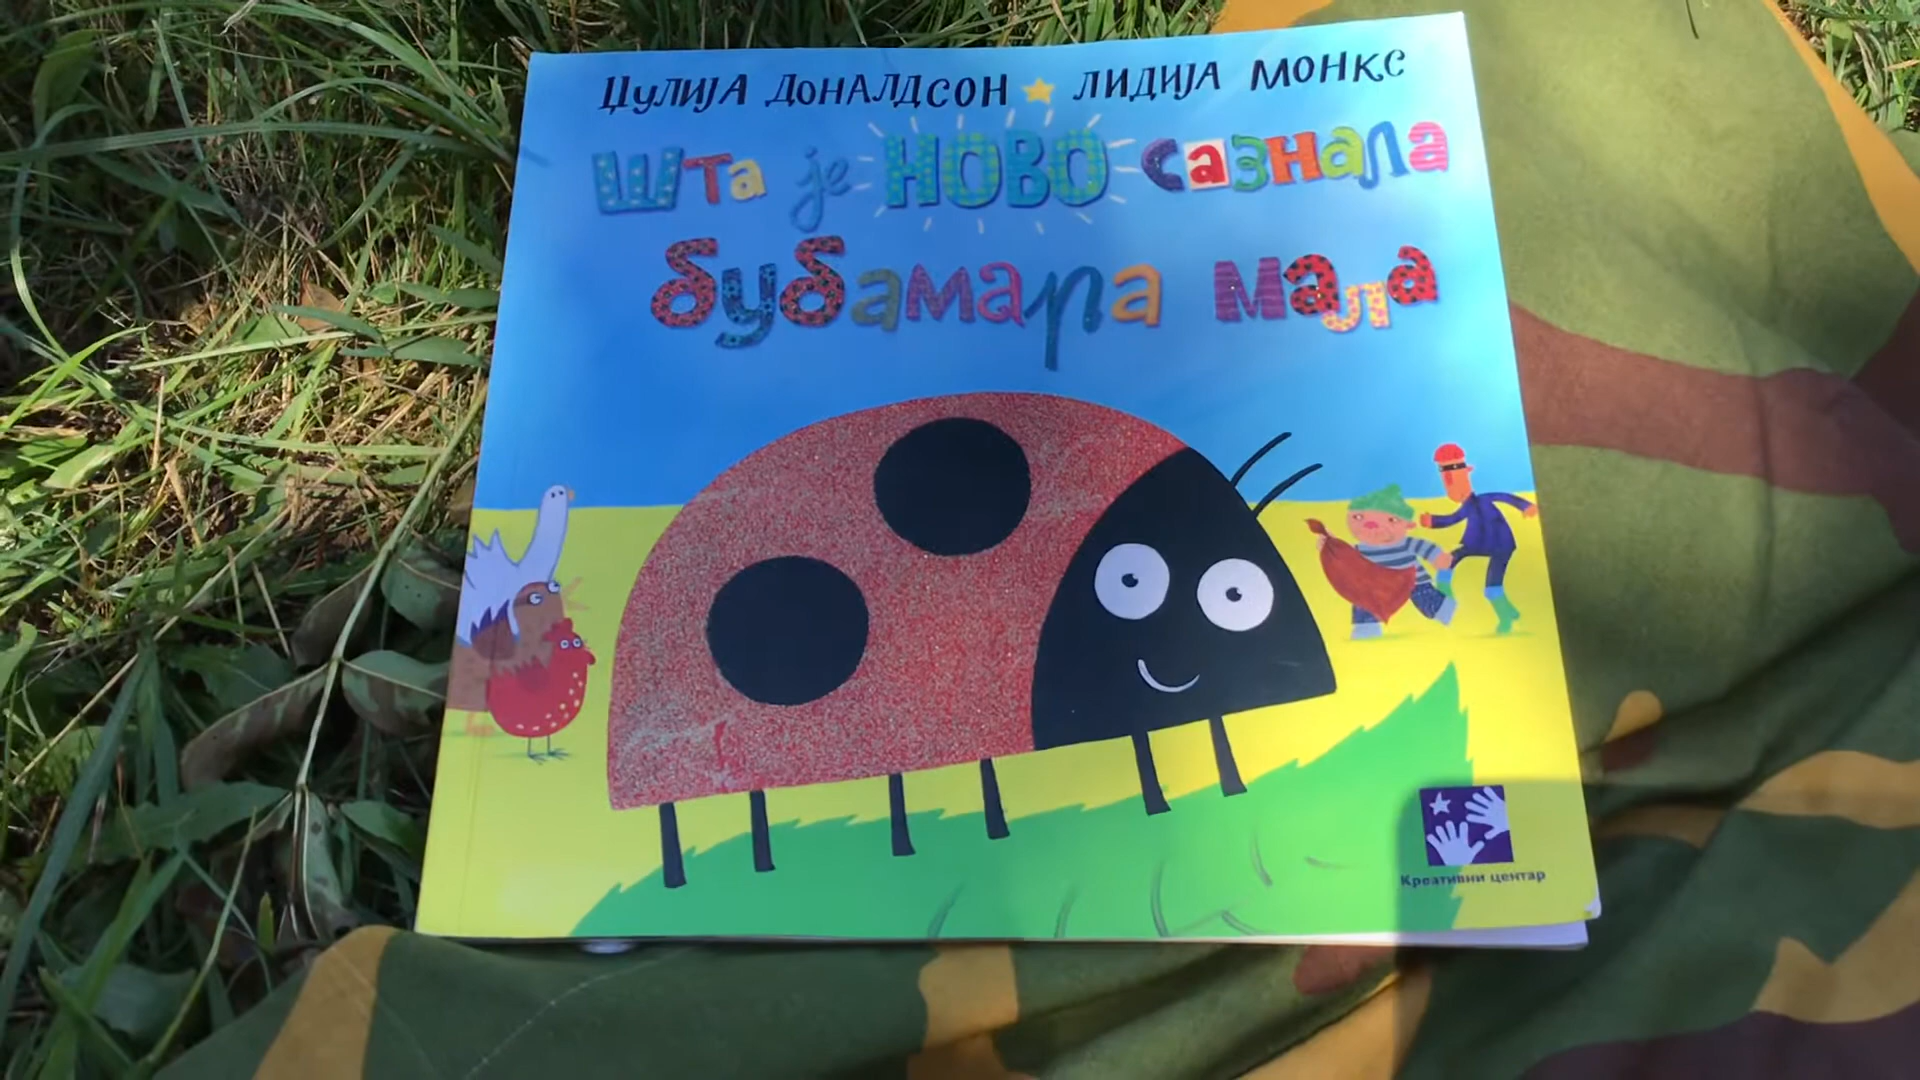 Џулија Доналдсон ★ Лидија Монкс
Шта је НОВО сазнала
бубамара мала
Креативни центар